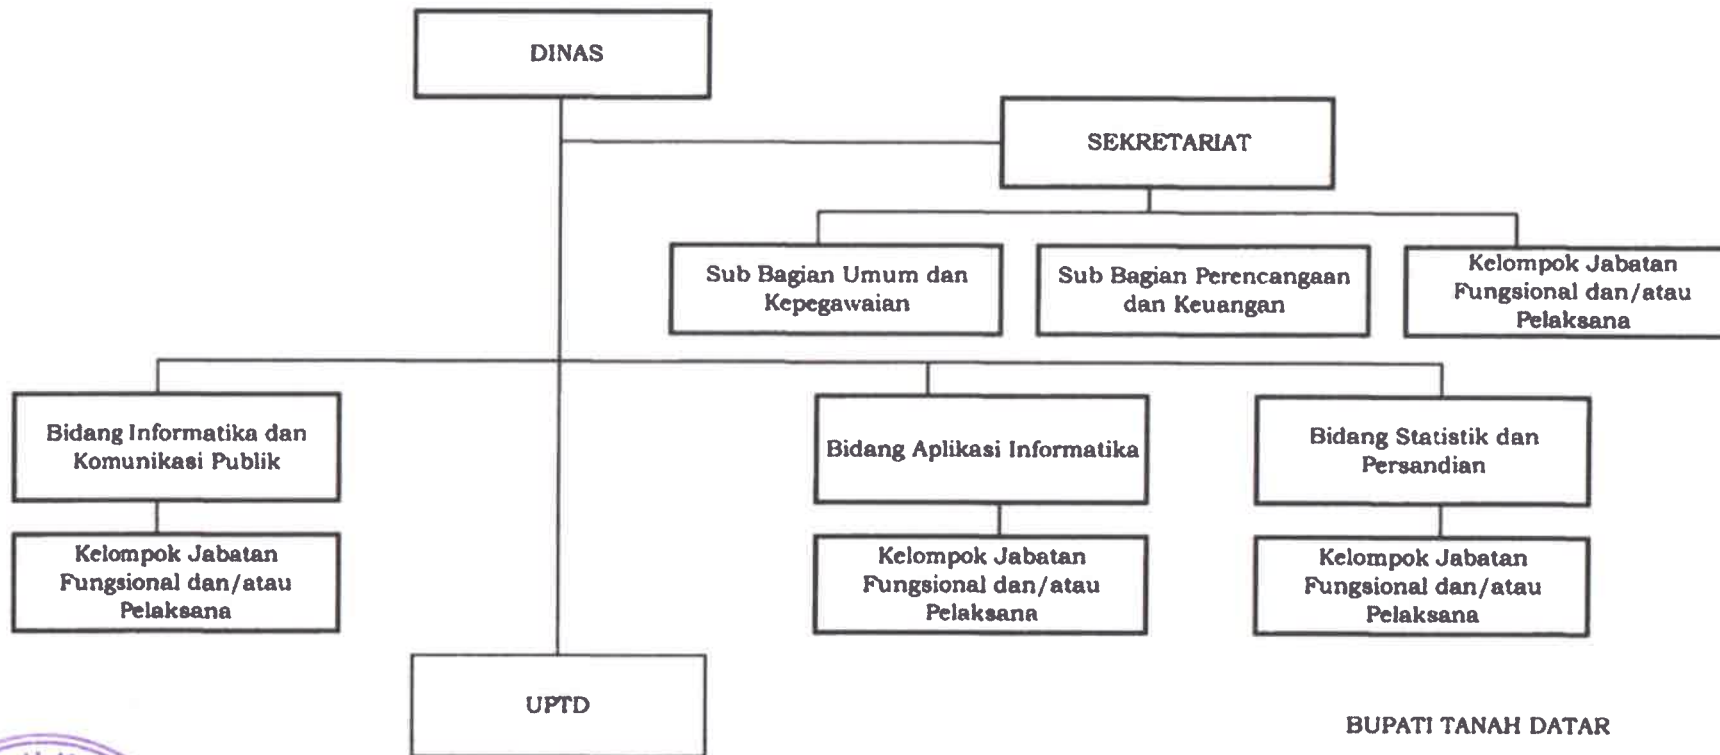 DINAS
SEKRETARIAT
Sub Bagian Umum dan
Kepegawaian
Sub Bagian Perencangaan
dan Keuangan
Kelompok Jabatan
Fungsional dan/atau
Pelaksana
Bidang Informatika dan
Komunikasi Publik
Bidang Aplikasi Informatika
Bidang Statistik dan
Persandian
Kelompok Jabatan
Fungsional dan/atau
Pelaksana
Kelompok Jabatan
Fungsional dan/atau
Pelaksana
Kelompok Jabatan
Fungsional dan/atau
Pelaksana
UPTD
BUPATI TANAH DATAR